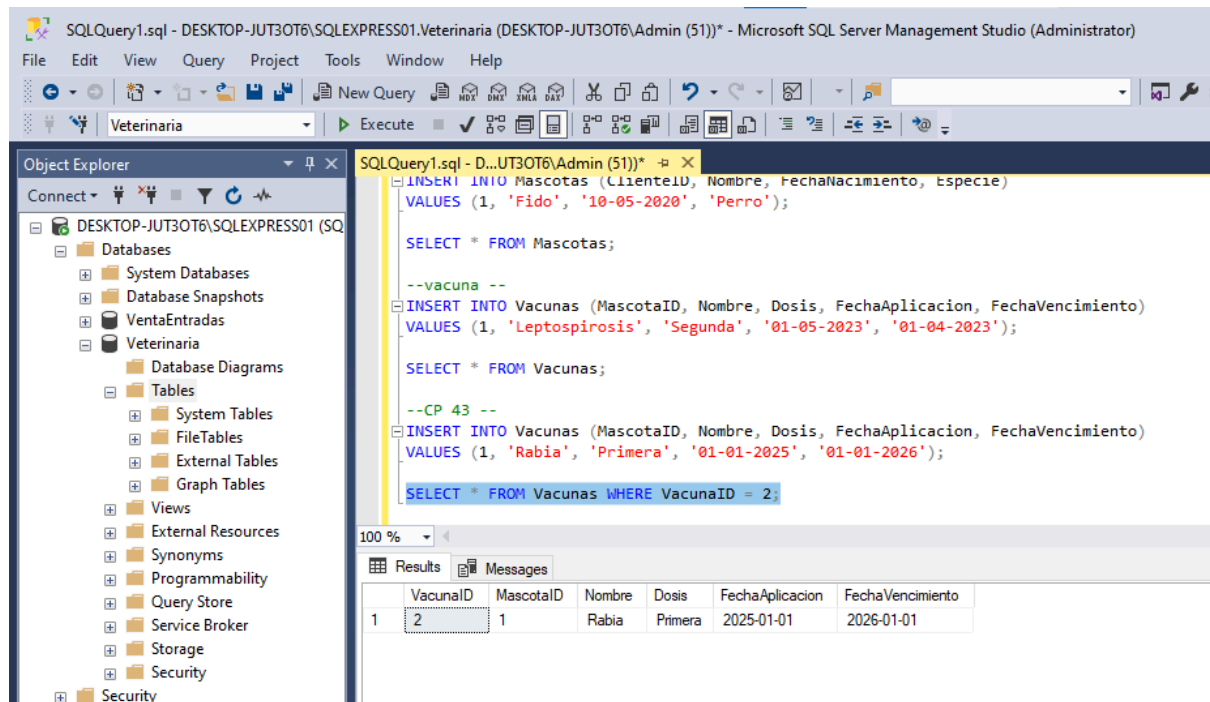 SQLQuery1.sql - DESKTOP-JUT3OT6\SQLEXPRESS01.Veterinaria (DESKTOP-JUT3OT6\Admin (51))* - Microsoft SQL Server Management Studio (Administrator)
File Edit View Query Project Tools Window Help
New Query MDX DMX XMLA DAX
Veterinaria Execute
Object Explorer
SQLQuery1.sql - D...UT3OT6\Admin (51))*
Connect
DESKTOP-JUT3OT6\SQLEXPRESS01 (SQ
Databases
System Databases
Database Snapshots
VentaEntradas
Veterinaria
Database Diagrams
Tables
System Tables
FileTables
External Tables
Graph Tables
Views
External Resources
Synonyms
Programmability
Query Store
Service Broker
Storage
Security
Security
INSERT INTO Mascotas (ClienteID, Nombre, FechaNacimiento, Especie)
VALUES (1, 'Fido', '10-05-2020', 'Perro');
SELECT * FROM Mascotas;
--vacuna --
INSERT INTO Vacunas (MascotaID, Nombre, Dosis, FechaAplicacion, FechaVencimiento)
VALUES (1, 'Leptospirosis', 'Segunda', '01-05-2023', '01-04-2023');
SELECT * FROM Vacunas;
--CP 43 --
INSERT INTO Vacunas (MascotaID, Nombre, Dosis, FechaAplicacion, FechaVencimiento)
VALUES (1, 'Rabia', 'Primera', '01-01-2025', '01-01-2026');
SELECT * FROM Vacunas WHERE VacunaID = 2;
100 %
Results Messages
VacunaID MascotaID Nombre Dosis FechaAplicacion FechaVencimiento
1 2 1 Rabia Primera 2025-01-01 2026-01-01